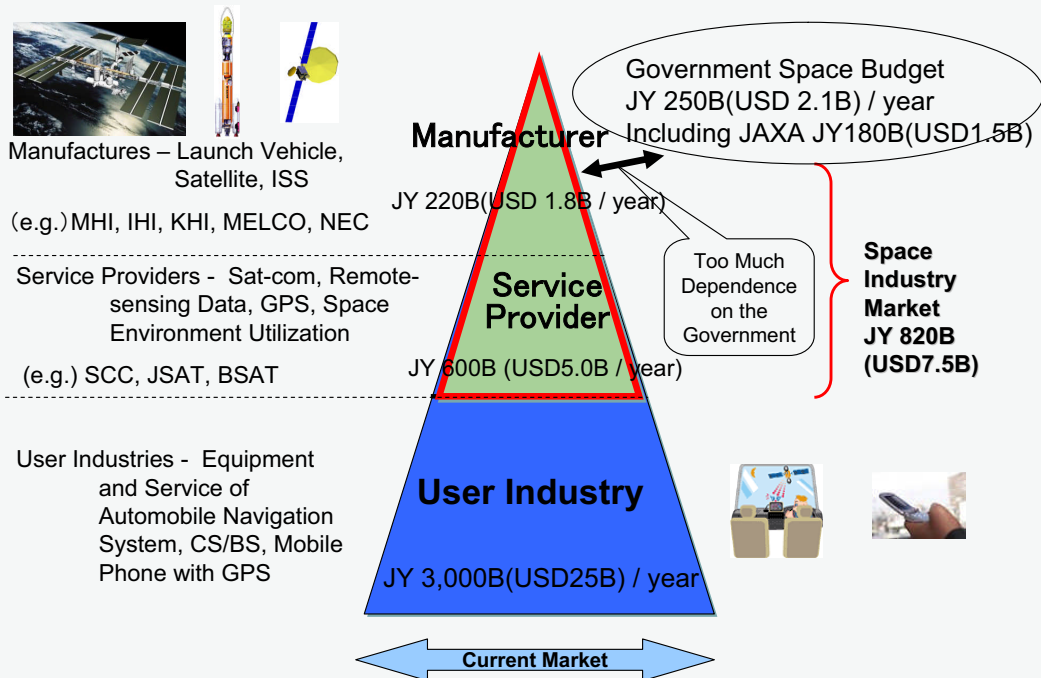 Government Space Budget
JY 250B(USD 2.1B) / year
Including JAXA JY180B(USD1.5B)
Manufacturer
JY 220B(USD 1.8B / year)
Manufactures – Launch Vehicle,
Satellite, ISS
(e.g.)MHI, IHI, KHI, MELCO, NEC
Too Much
Dependence
on the
Government
Space
Industry
Market
JY 820B
(USD7.5B)
Service Providers - Sat-com, Remote-
sensing Data, GPS, Space
Environment Utilization
(e.g.) SCC, JSAT, BSAT
Service
Provider
JY 600B (USD5.0B / year)
User Industries - Equipment
and Service of
Automobile Navigation
System, CS/BS, Mobile
Phone with GPS
User Industry
JY 3,000B(USD25B) / year
Current Market